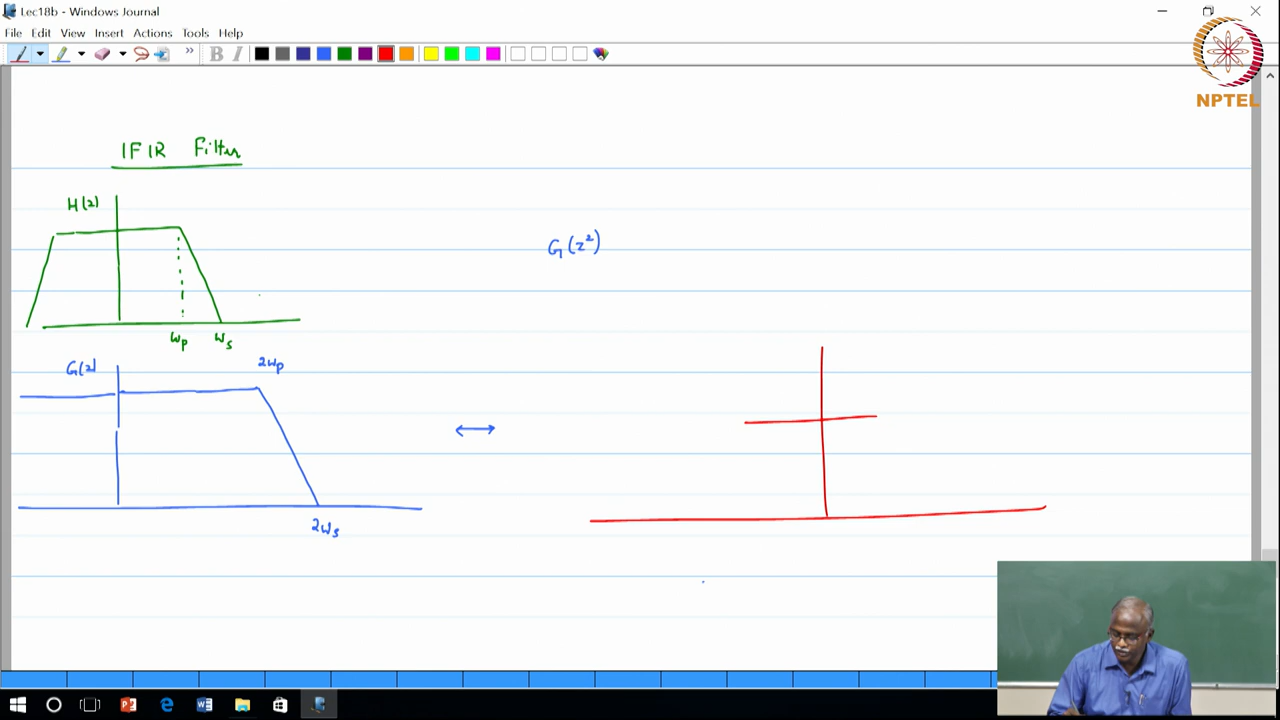 Lec18b - Windows Journal
File Edit View Insert Actions Tools Help
NPTEL
IFIR Filter
H(z)
G(z²)
ωp ωs
G(z)
2ωp
2ωs